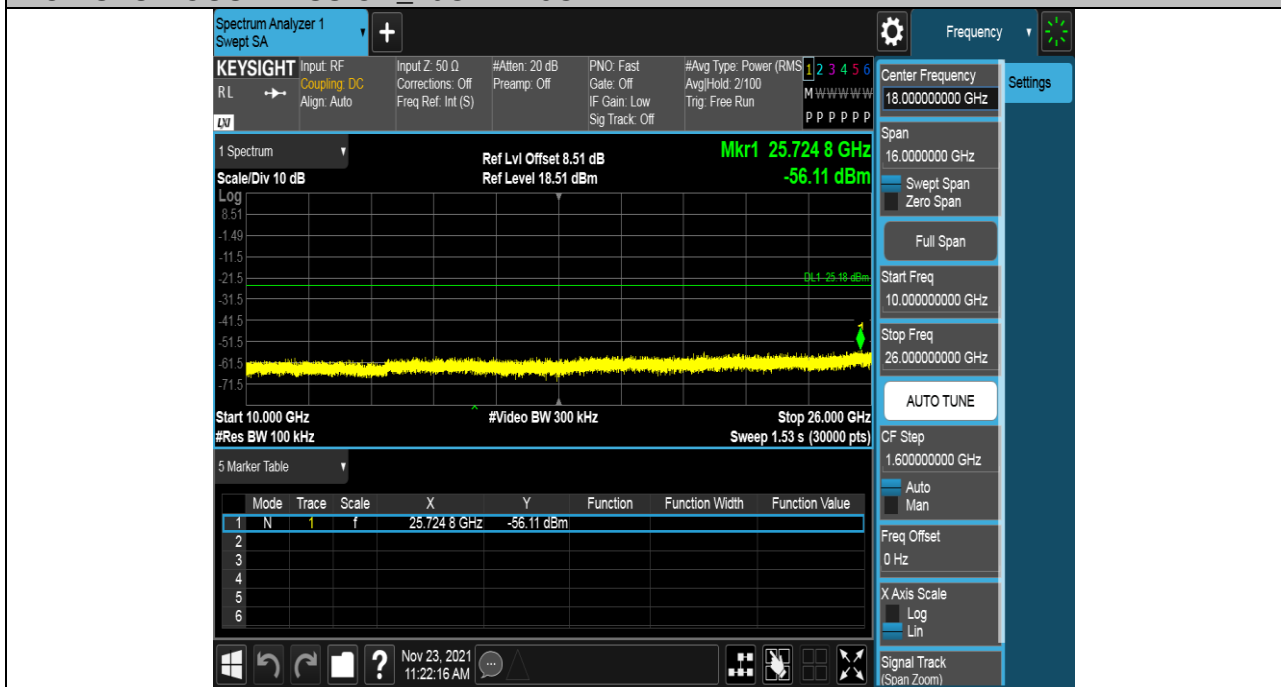 Spectrum Analyzer 1
Swept SA
+
Frequency
KEYSIGHT
RL
LXI
Input: RF
Coupling: DC
Align: Auto
Input Z: 50 Ω
Corrections: Off
Freq Ref: Int (S)
#Atten: 20 dB
Preamp: Off
PNO: Fast
Gate: Off
IF Gain: Low
Sig Track: Off
#Avg Type: Power (RMS
Avg|Hold: 2/100
Trig: Free Run
1 2 3 4 5 6
M W W W W W
P P P P P P
1 Spectrum
Scale/Div 10 dB
Ref Lvl Offset 8.51 dB
Ref Level 18.51 dBm
Mkr1 25.724 8 GHz
-56.11 dBm
Log
8.51
-1.49
-11.5
-21.5
-31.5
-41.5
-51.5
-61.5
-71.5
DL1 -25.18 dBm
1
Start 10.000 GHz
#Res BW 100 kHz
#Video BW 300 kHz
Stop 26.000 GHz
Sweep 1.53 s (30000 pts)
5 Marker Table
Mode Trace Scale X Y Function Function Width Function Value
1 N 1 f 25.724 8 GHz -56.11 dBm
2
3
4
5
6
?
Nov 23, 2021
11:22:16 AM
Center Frequency
18.000000000 GHz
Span
16.0000000 GHz
Swept Span
Zero Span
Full Span
Start Freq
10.000000000 GHz
Stop Freq
26.000000000 GHz
AUTO TUNE
CF Step
1.600000000 GHz
Auto
Man
Freq Offset
0 Hz
X Axis Scale
Log
Lin
Signal Track
(Span Zoom)
Settings